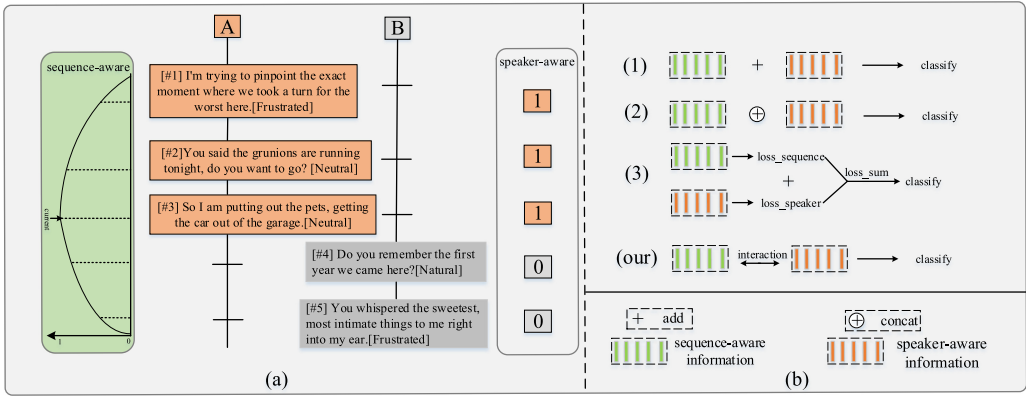 A
B
sequence-aware
speaker-aware
[#1] I'm trying to pinpoint the exact
moment where we took a turn for the
worst here.[Frustrated]
1
[#2]You said the grunions are running
tonight, do you want to go? [Neutral]
1
[#3] So I am putting out the pets, getting
the car out of the garage.[Neutral]
1
current
[#4] Do you remember the first
year we came here?[Natural]
0
[#5] You whispered the sweetest,
most intimate things to me right
into my ear.[Frustrated]
0
1
0
(a)
(1) + classify
(2) ⊕ classify
(3) loss_sequence
+ loss_sum classify
loss_speaker
(our) interaction classify
+ add
⊕ concat
sequence-aware
information
speaker-aware
information
(b)